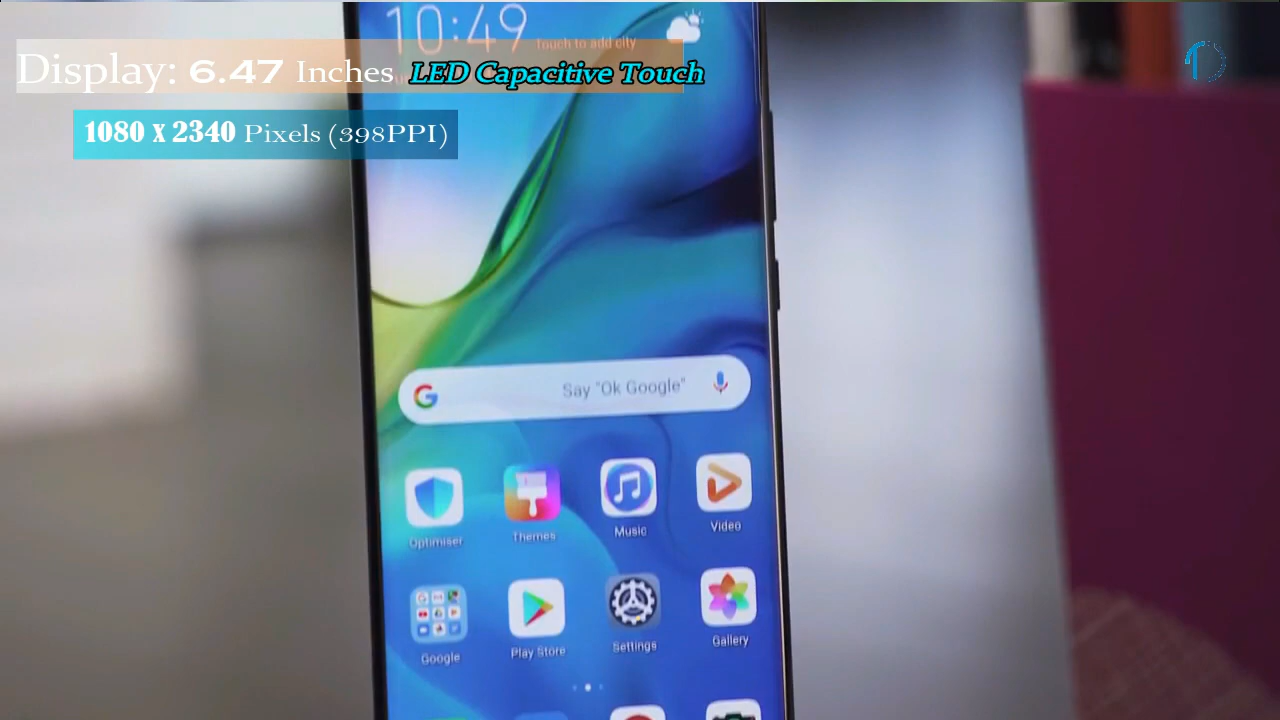 10:49
Touch to add city
Display: 6.47 Inches LED Capacitive Touch
1080 x 2340 Pixels (398PPI)
Say "Ok Google"
Optimiser Themes Music Video
Google Play Store Settings Gallery